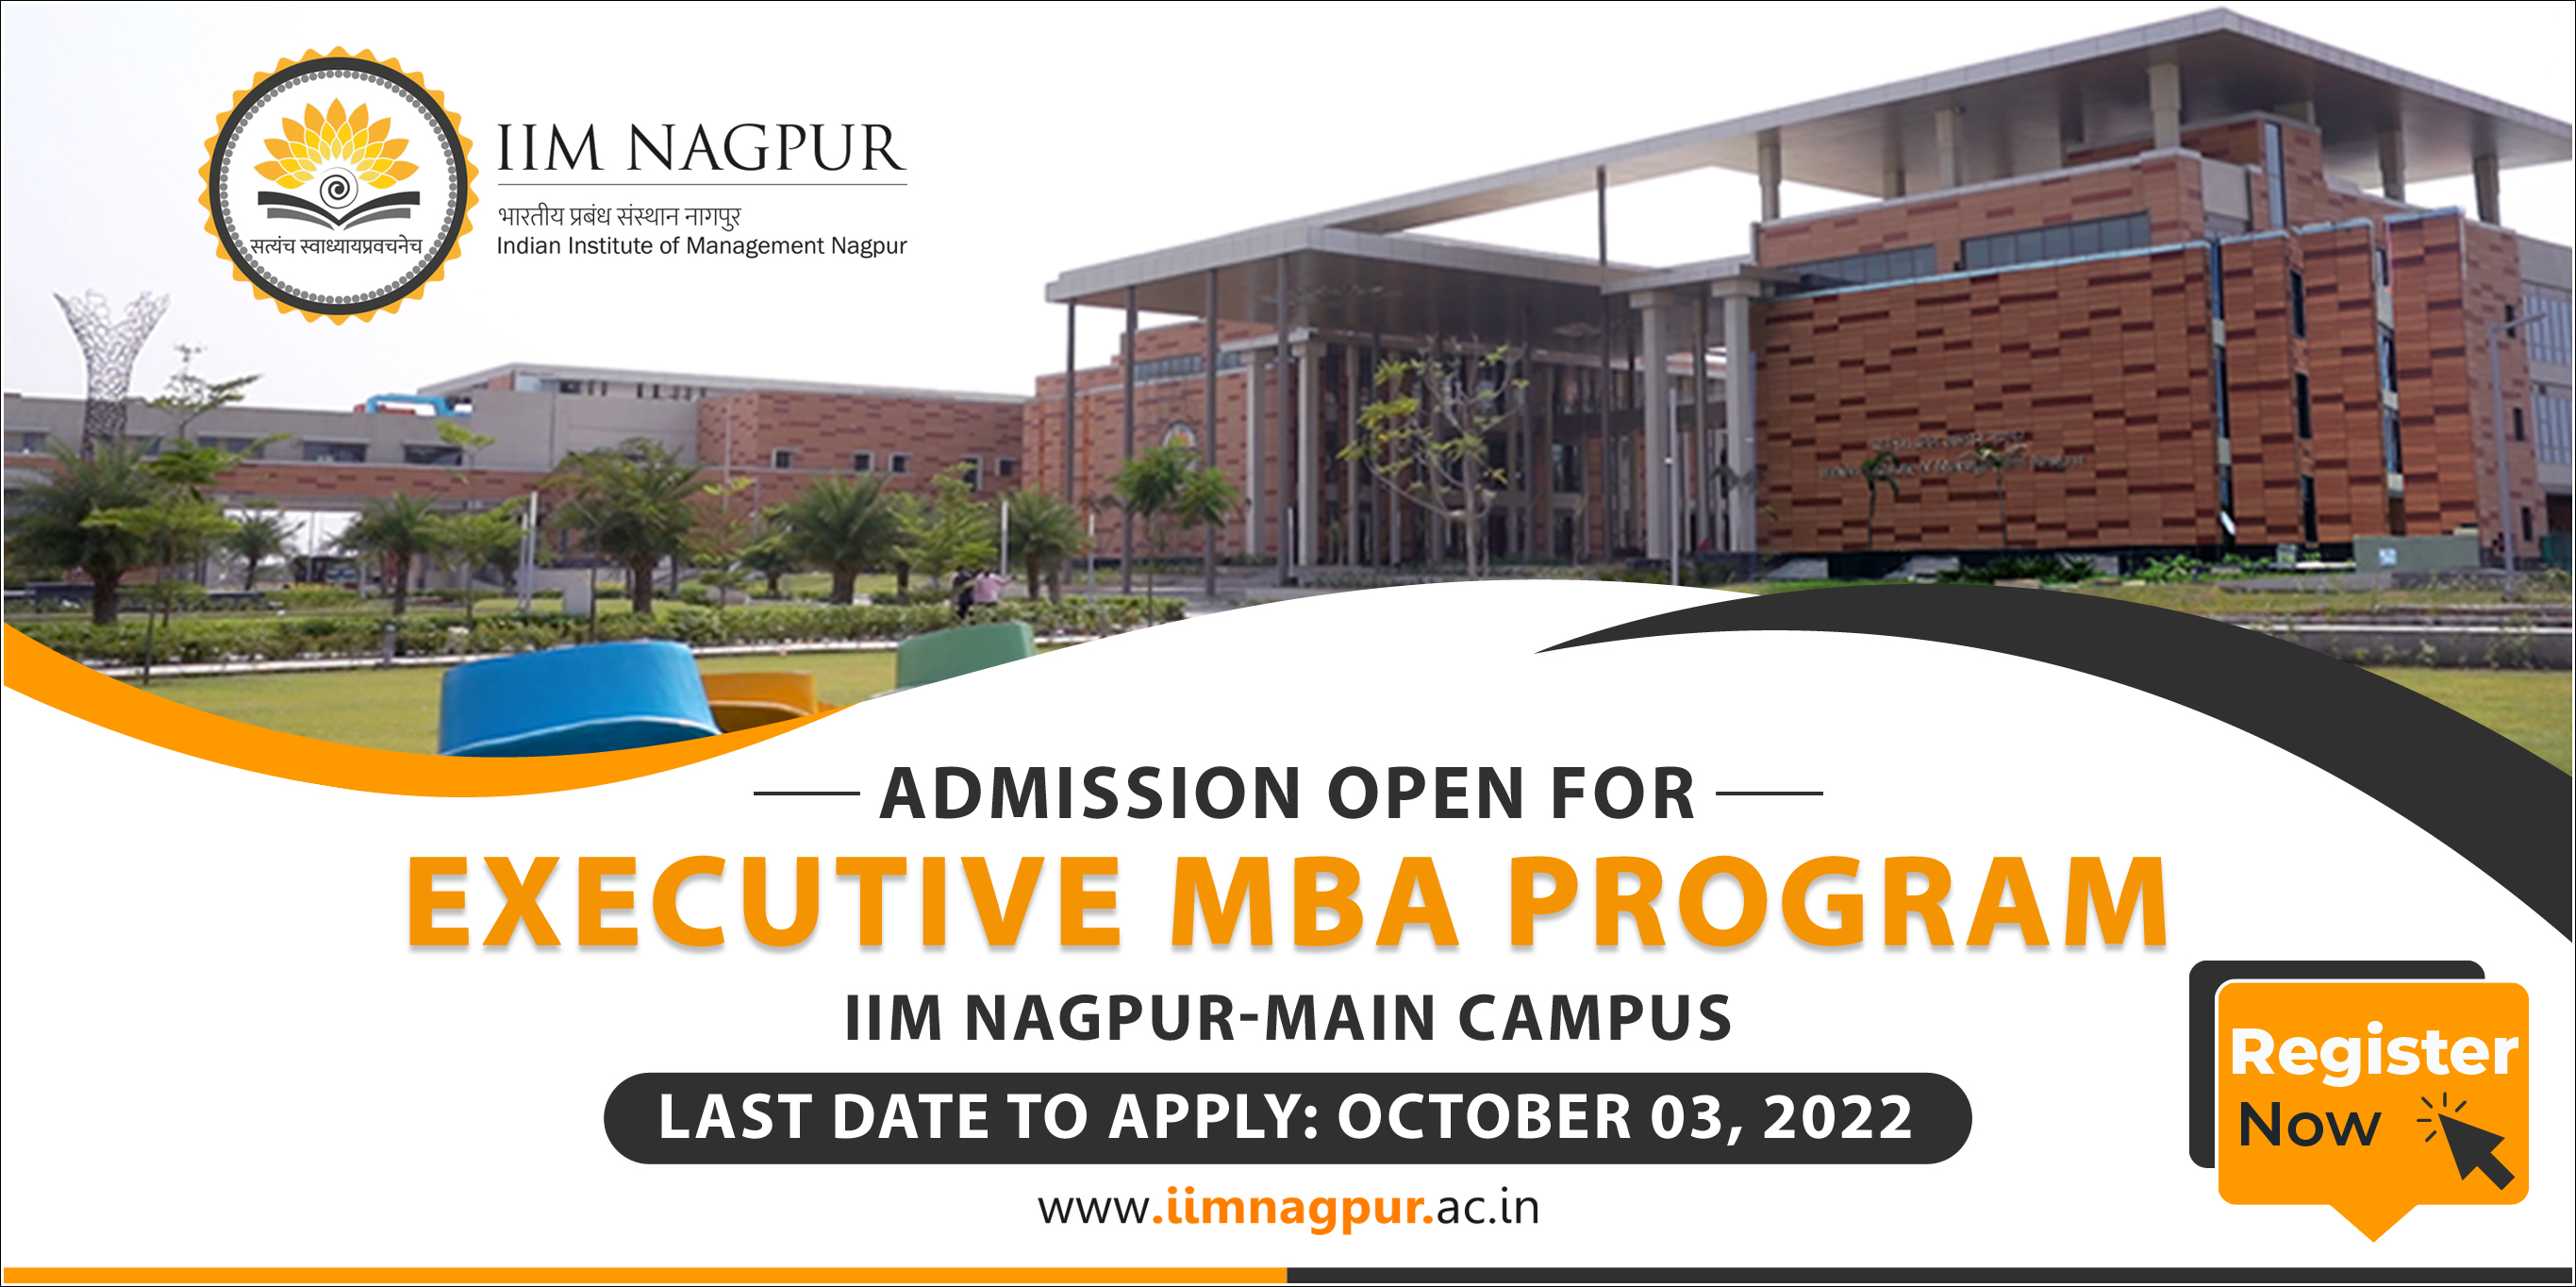 IIM NAGPUR
भारतीय प्रबंध संस्थान नागपुर
Indian Institute of Management Nagpur
सत्यंच स्वाध्यायप्रवचनेच
ADMISSION OPEN FOR
EXECUTIVE MBA PROGRAM
IIM NAGPUR-MAIN CAMPUS
LAST DATE TO APPLY: OCTOBER 03, 2022
www.iimnagpur.ac.in
Register
Now